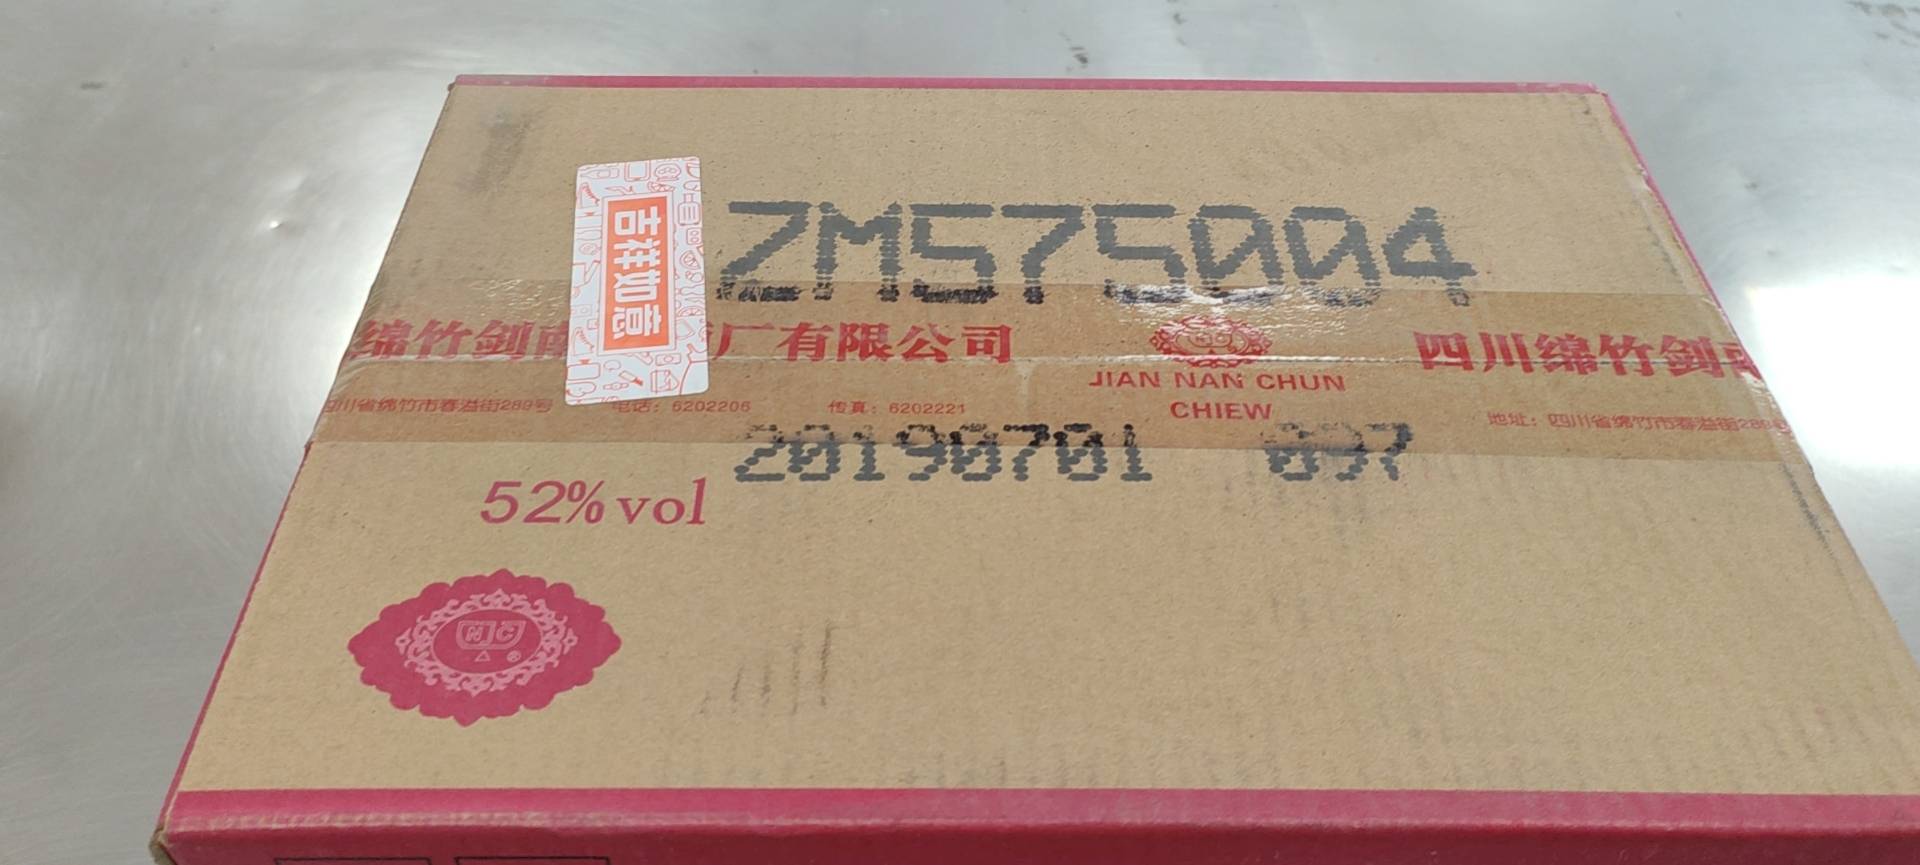 ZM575004
吉祥如意
绵竹剑南
厂有限公司
四川绵竹剑南
JIAN NAN CHUN
CHIEW
四川省绵竹市春溢街289号
电话：6202206
传真：6202221
地址：四川省绵竹市春溢街289号
20190701 097
52% vol
NC
®